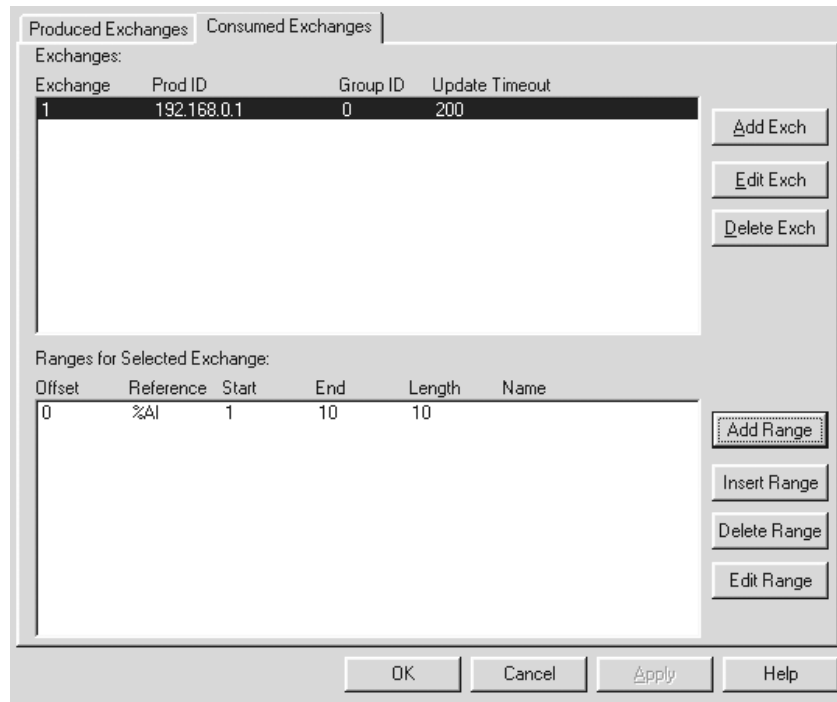 Produced Exchanges Consumed Exchanges
Exchanges:
Exchange Prod ID Group ID Update Timeout
1 192.168.0.1 0 200
Add Exch
Edit Exch
Delete Exch
Ranges for Selected Exchange:
Offset Reference Start End Length Name
0 %AI 1 10 10
Add Range
Insert Range
Delete Range
Edit Range
OK Cancel Apply Help